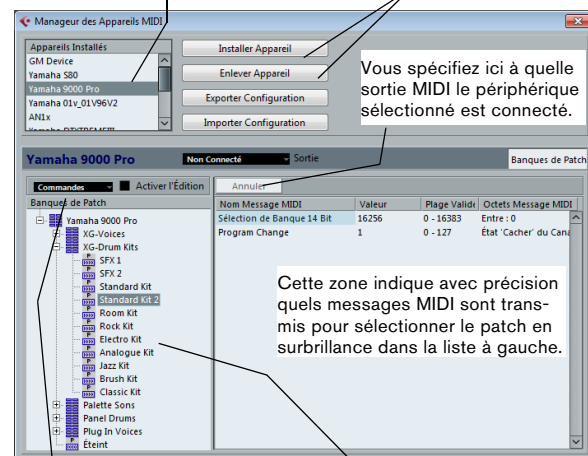 Manageur des Appareils MIDI
Appareils Installés
GM Device
Yamaha S80
Yamaha 9000 Pro
Yamaha 01v_01V96V2
AN1x
Yamaha DTXTREMEIII
Installer Appareil
Enlever Appareil
Exporter Configuration
Importer Configuration
Vous spécifiez ici à quelle
sortie MIDI le périphérique
sélectionné est connecté.
Yamaha 9000 Pro
Non Connecté
Sortie
Banques de Patch
Commandes
Activer l'Édition
Annuler
Banques de Patch
Nom Message MIDI Valeur Plage Valide Octets Message MIDI
Sélection de Banque 14 Bit 16256 0 - 16383 Entre : 0
Program Change 1 0 - 127 État 'Cacher' du Cana
Yamaha 9000 Pro
XG-Voices
XG-Drum Kits
SFX 1
SFX 2
Standard Kit
Standard Kit 2
Room Kit
Rock Kit
Electro Kit
Analogue Kit
Jazz Kit
Brush Kit
Classic Kit
Palette Sons
Panel Drums
Plug In Voices
Éteint
Cette zone indique avec précision
quels messages MIDI sont trans-
mis pour sélectionner le patch en
surbrillance dans la liste à gauche.